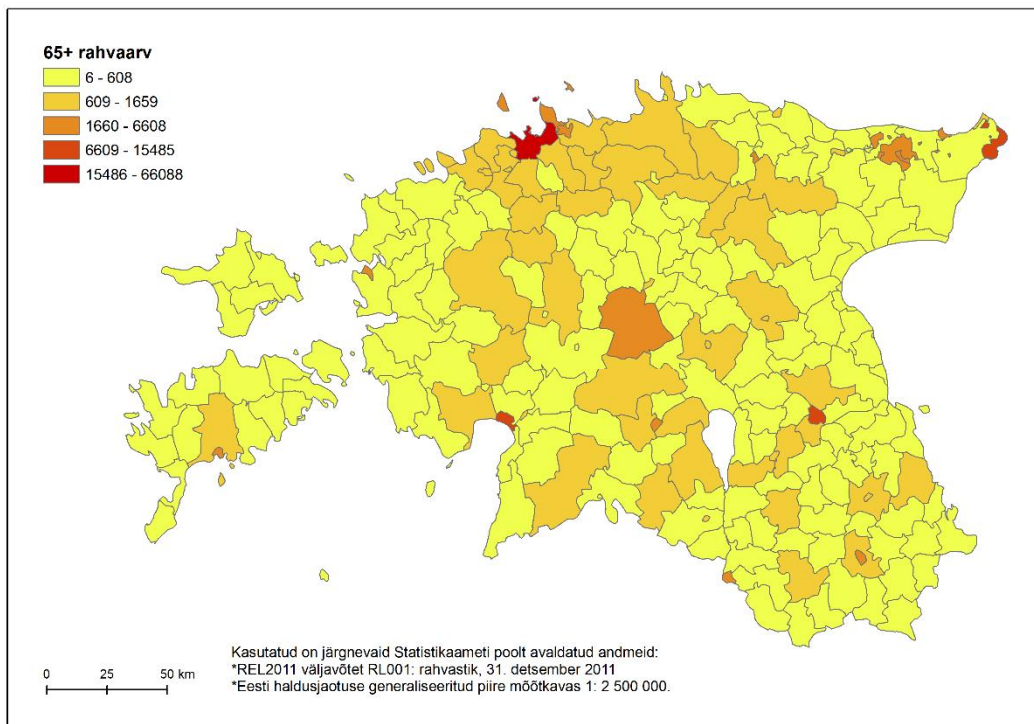 65+ rahvaarv
6 - 608
609 - 1659
1660 - 6608
6609 - 15485
15486 - 66088
Kasutatud on järgnevaid Statistikaameti poolt avaldatud andmeid:
*REL2011 väljavõtet RL001: rahvastik, 31. detsember 2011
*Eesti haldusjaotuse generaliseeritud piire mõõtkavas 1: 2 500 000.
0 25 50 km